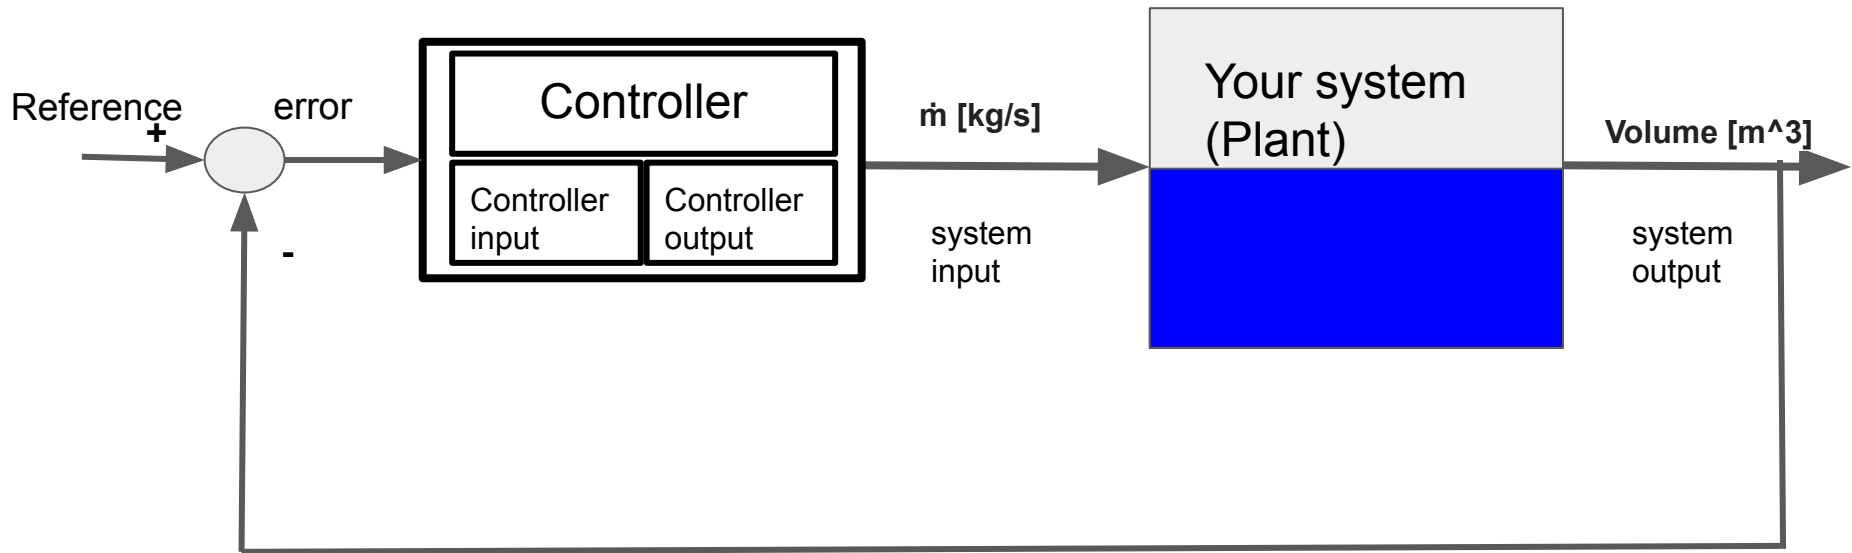 Reference
+
error
-
Controller
Controller
input
Controller
output
ṁ [kg/s]
system
input
Your system
(Plant)
Volume [m^3]
system
output